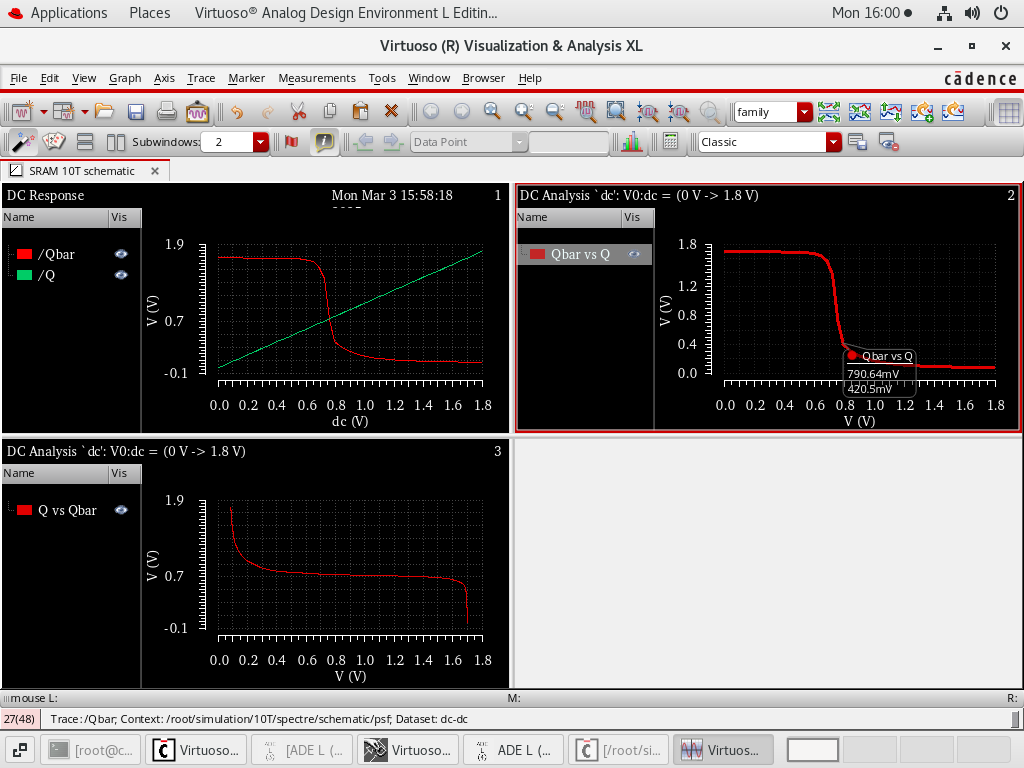 Applications Places Virtuoso® Analog Design Environment L Editin... Mon 16:00
Virtuoso (R) Visualization & Analysis XL
File Edit View Graph Axis Trace Marker Measurements Tools Window Browser Help cādence
family
Subwindows: 2 Data Point Classic
SRAM 10T schematic
DC Response Mon Mar 3 15:58:18 1
Name Vis
/Qbar
/Q
1.9
0.7
-0.1
V (V)
0.0 0.2 0.4 0.6 0.8 1.0 1.2 1.4 1.6 1.8
dc (V)
DC Analysis `dc': V0:dc = (0 V -> 1.8 V) 2
Name Vis
Qbar vs Q
1.8
1.2
0.8
0.4
0.0
V (V)
Qbar vs Q
790.64mV
420.5mV
0.0 0.2 0.4 0.6 0.8 1.0 1.2 1.4 1.6 1.8
V (V)
DC Analysis `dc': V0:dc = (0 V -> 1.8 V) 3
Name Vis
Q vs Qbar
1.9
0.7
-0.1
V (V)
0.0 0.2 0.4 0.6 0.8 1.0 1.2 1.4 1.6 1.8
V (V)
mouse L: M: R:
27(48) Trace: /Qbar; Context: /root/simulation/10T/spectre/schematic/psf; Dataset: dc-dc
[root@c... Virtuoso... [ADE L (... Virtuoso... ADE L (... [/root/si... Virtuos...